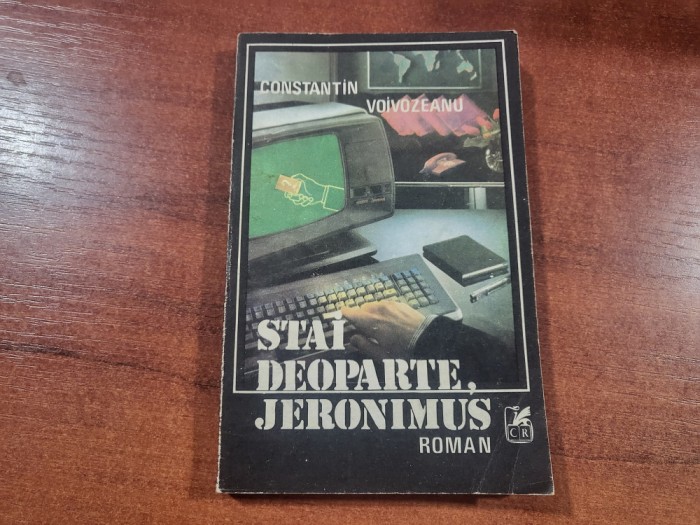 CONSTANTIN
VOIVOZEANU
STAI
DEOPARTE,
JERONIMUS
ROMAN
CR